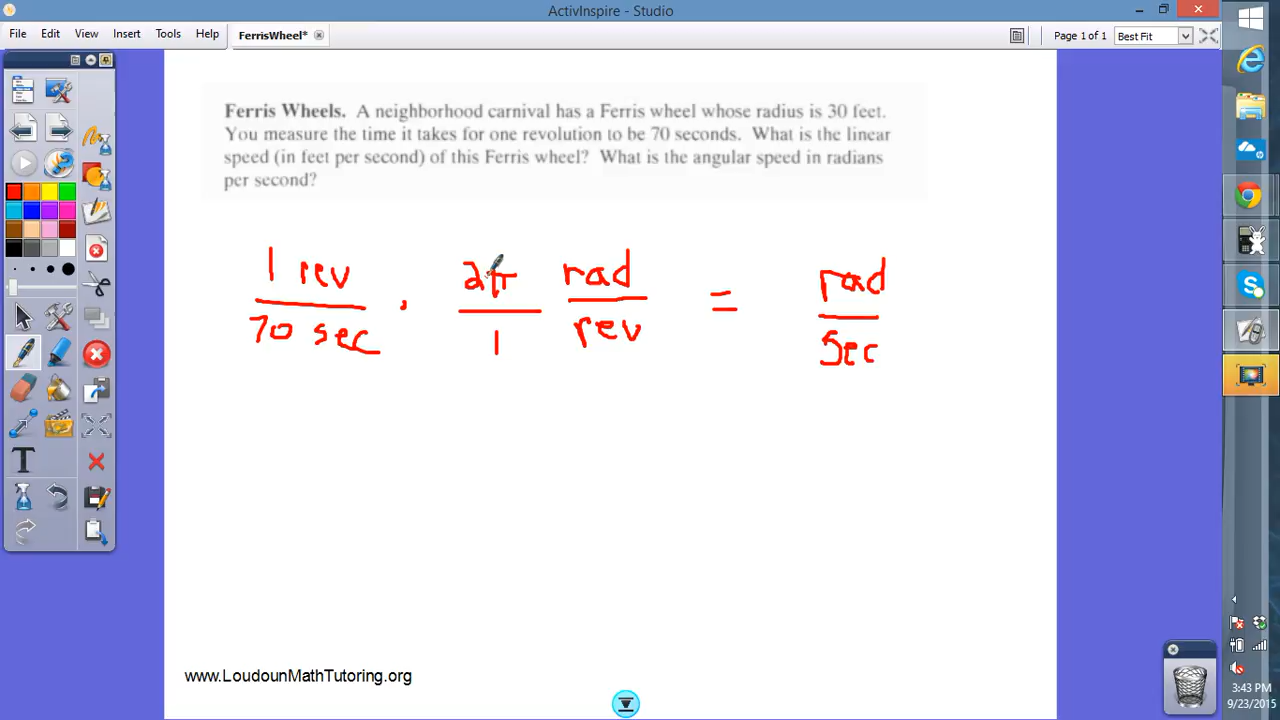 ActivInspire - Studio
File Edit View Insert Tools Help FerrisWheel* Page 1 of 1 Best Fit
Ferris Wheels. A neighborhood carnival has a Ferris wheel whose radius is 30 feet.
You measure the time it takes for one revolution to be 70 seconds. What is the linear
speed (in feet per second) of this Ferris wheel? What is the angular speed in radians
per second?
1 rev 2π rad = rad
70 sec · 1 rev sec
T
www.LoudounMathTutoring.org
3:43 PM
9/23/2015